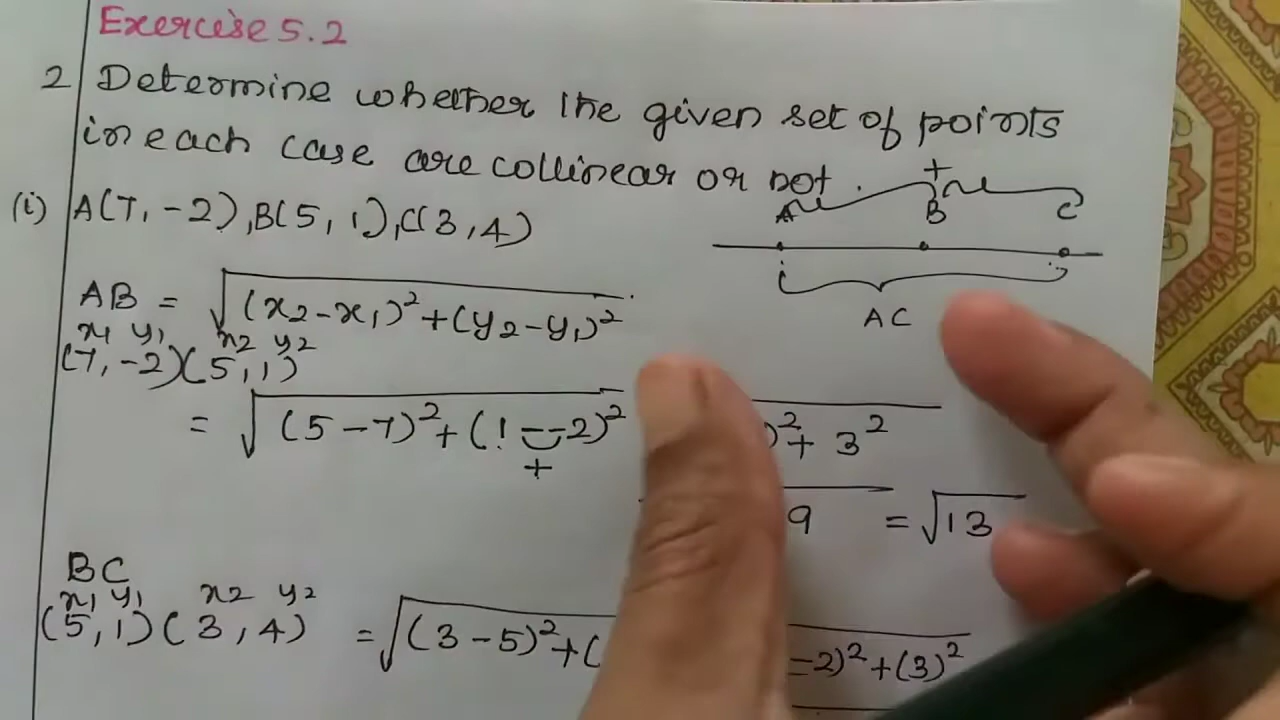 Exercise 5.2
2 Determine whether the given set of points
in each case are collinear or not.
(i) A(7, -2), B(5, 1), C(3, 4)
+
A B C
AC
AB = √(x2-x1)²+(y2-y1)²
x1 y1 x2 y2
(7, -2)(5, 1)
= √(5-7)²+(1--2)² )²+3²
+
9 = √13
BC
x1 y1 x2 y2
(5, 1)(3, 4) = √(3-5)²+( -2)²+(3)²